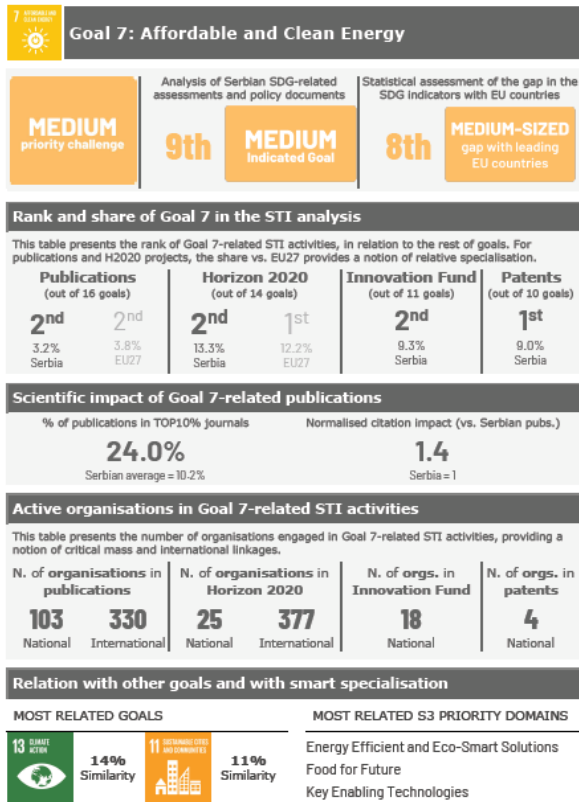 7 AFFORDABLE AND CLEAN ENERGY
Goal 7: Affordable and Clean Energy
MEDIUM
priority challenge
Analysis of Serbian SDG-related
assessments and policy documents
9th
MEDIUM
Indicated Goal
Statistical assessment of the gap in the
SDG indicators with EU countries
8th
MEDIUM-SIZED
gap with leading
EU countries
Rank and share of Goal 7 in the STI analysis
This table presents the rank of Goal 7-related STI activities, in relation to the rest of goals. For
publications and H2020 projects, the share vs. EU27 provides a notion of relative specialisation.
Publications
(out of 16 goals)
2nd 2nd
3.2% 3.8%
Serbia EU27
Horizon 2020
(out of 14 goals)
2nd 1st
13.3% 12.2%
Serbia EU27
Innovation Fund
(out of 11 goals)
2nd
9.3%
Serbia
Patents
(out of 10 goals)
1st
9.0%
Serbia
Scientific impact of Goal 7-related publications
% of publications in TOP10% journals
24.0%
Serbian average = 10.2%
Normalised citation impact (vs. Serbian pubs.)
1.4
Serbia = 1
Active organisations in Goal 7-related STI activities
This table presents the number of organisations engaged in Goal 7-related STI activities, providing a
notion of critical mass and international linkages.
N. of organisations in
publications
103 330
National International
N. of organisations in
Horizon 2020
25 377
National International
N. of orgs. in
Innovation Fund
18
National
N. of orgs. in
patents
4
National
Relation with other goals and with smart specialisation
MOST RELATED GOALS
13 CLIMATE ACTION
14%
Similarity
11 SUSTAINABLE CITIES AND COMMUNITIES
11%
Similarity
MOST RELATED S3 PRIORITY DOMAINS
Energy Efficient and Eco-Smart Solutions
Food for Future
Key Enabling Technologies